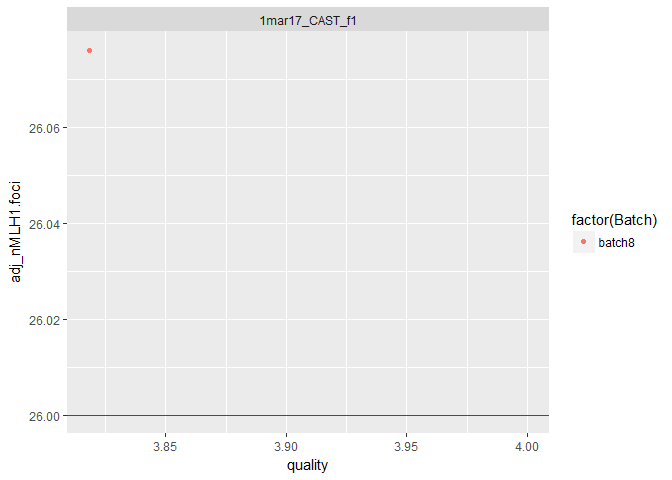 1mar17_CAST_f1
adj_nMLH1.foci
26.06
26.04
26.02
26.00
3.85 3.90 3.95 4.00
quality
factor(Batch)
batch8